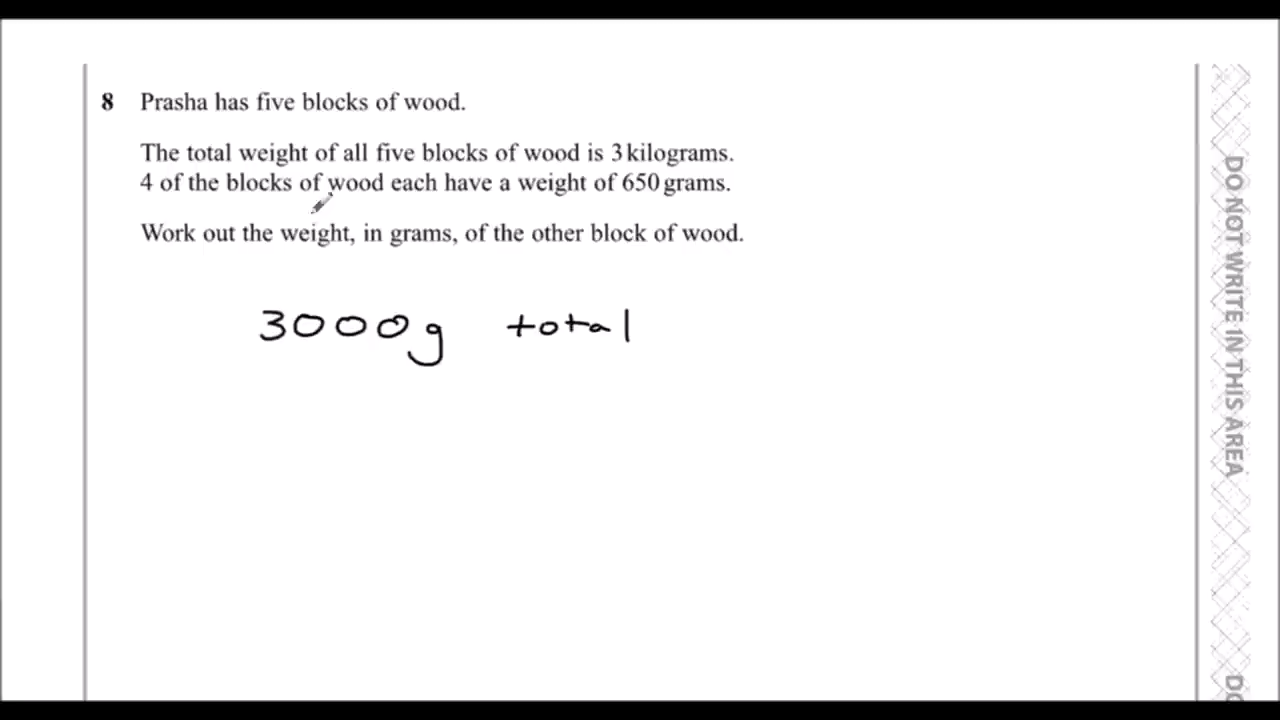 8 Prasha has five blocks of wood.
The total weight of all five blocks of wood is 3 kilograms.
4 of the blocks of wood each have a weight of 650 grams.
Work out the weight, in grams, of the other block of wood.
3000g total
DO NOT WRITE IN THIS AREA
DO